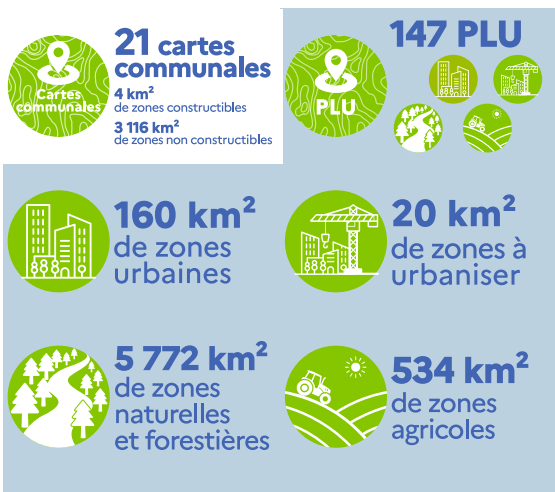 Cartes
communales
21 cartes
communales
4 km²
de zones constructibles
3 116 km²
de zones non constructibles
PLU
147 PLU
160 km²
de zones
urbaines
20 km²
de zones à
urbaniser
5 772 km²
de zones
naturelles
et forestières
534 km²
de zones
agricoles